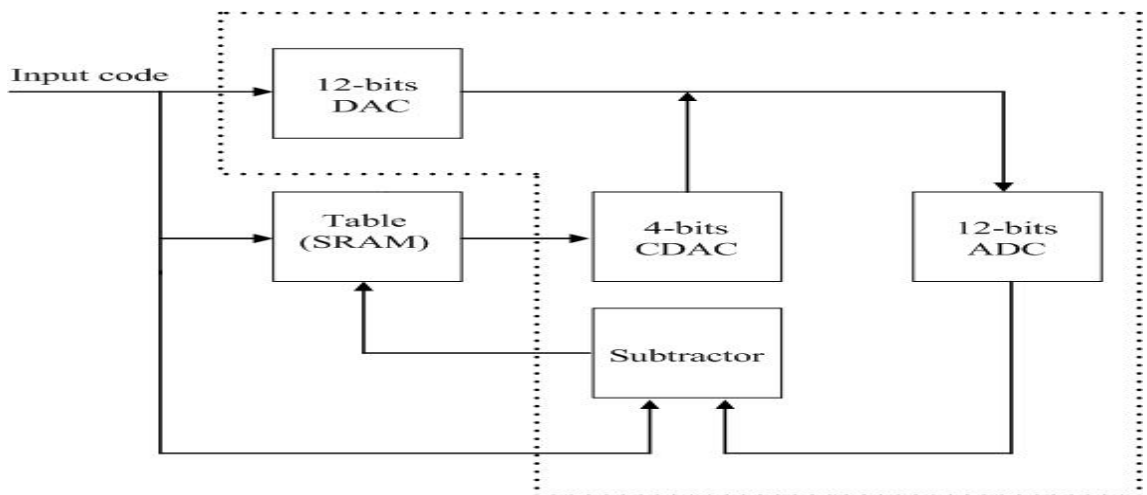 Input code
12-bits
DAC
Table
(SRAM)
4-bits
CDAC
12-bits
ADC
Subtractor